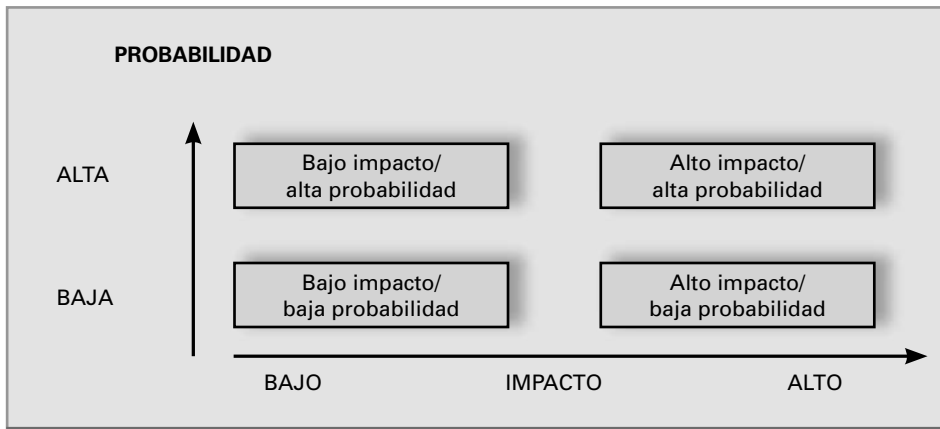 PROBABILIDAD
ALTA
Bajo impacto/
alta probabilidad
Alto impacto/
alta probabilidad
BAJA
Bajo impacto/
baja probabilidad
Alto impacto/
baja probabilidad
BAJO
IMPACTO
ALTO